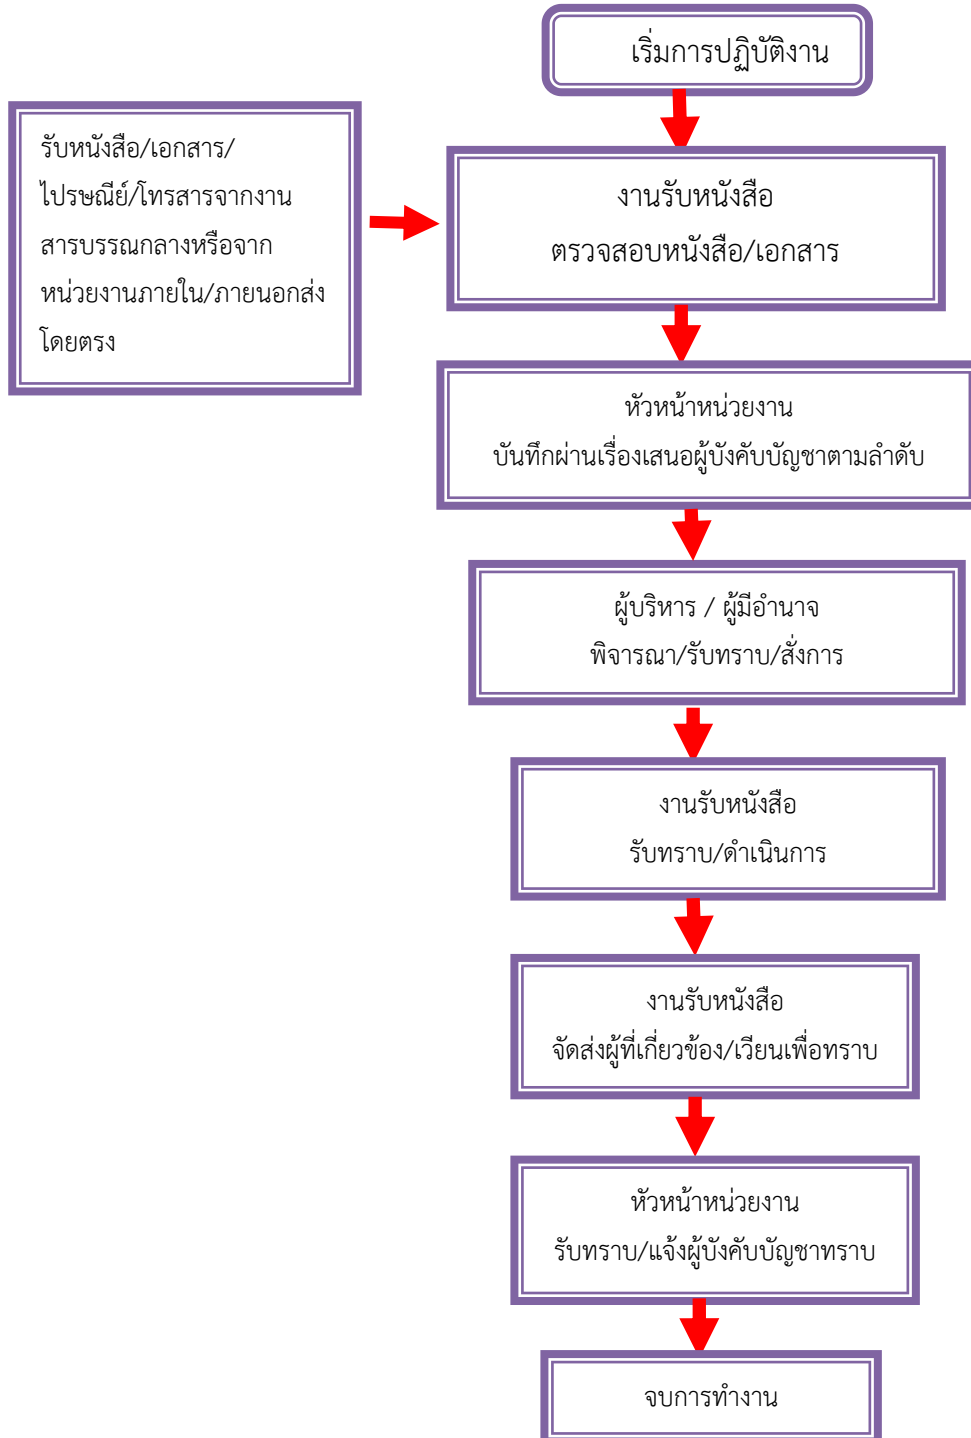 เริ่มการปฏิบัติงาน
รับหนังสือ/เอกสาร/
ไปรษณีย์/โทรสารจากงาน
สารบรรณกลางหรือจาก
หน่วยงานภายใน/ภายนอกส่ง
โดยตรง
งานรับหนังสือ
ตรวจสอบหนังสือ/เอกสาร
หัวหน้าหน่วยงาน
บันทึกผ่านเรื่องเสนอผู้บังคับบัญชาตามลำดับ
ผู้บริหาร / ผู้มีอำนาจ
พิจารณา/รับทราบ/สั่งการ
งานรับหนังสือ
รับทราบ/ดำเนินการ
งานรับหนังสือ
จัดส่งผู้ที่เกี่ยวข้อง/เวียนเพื่อทราบ
หัวหน้าหน่วยงาน
รับทราบ/แจ้งผู้บังคับบัญชาทราบ
จบการทำงาน